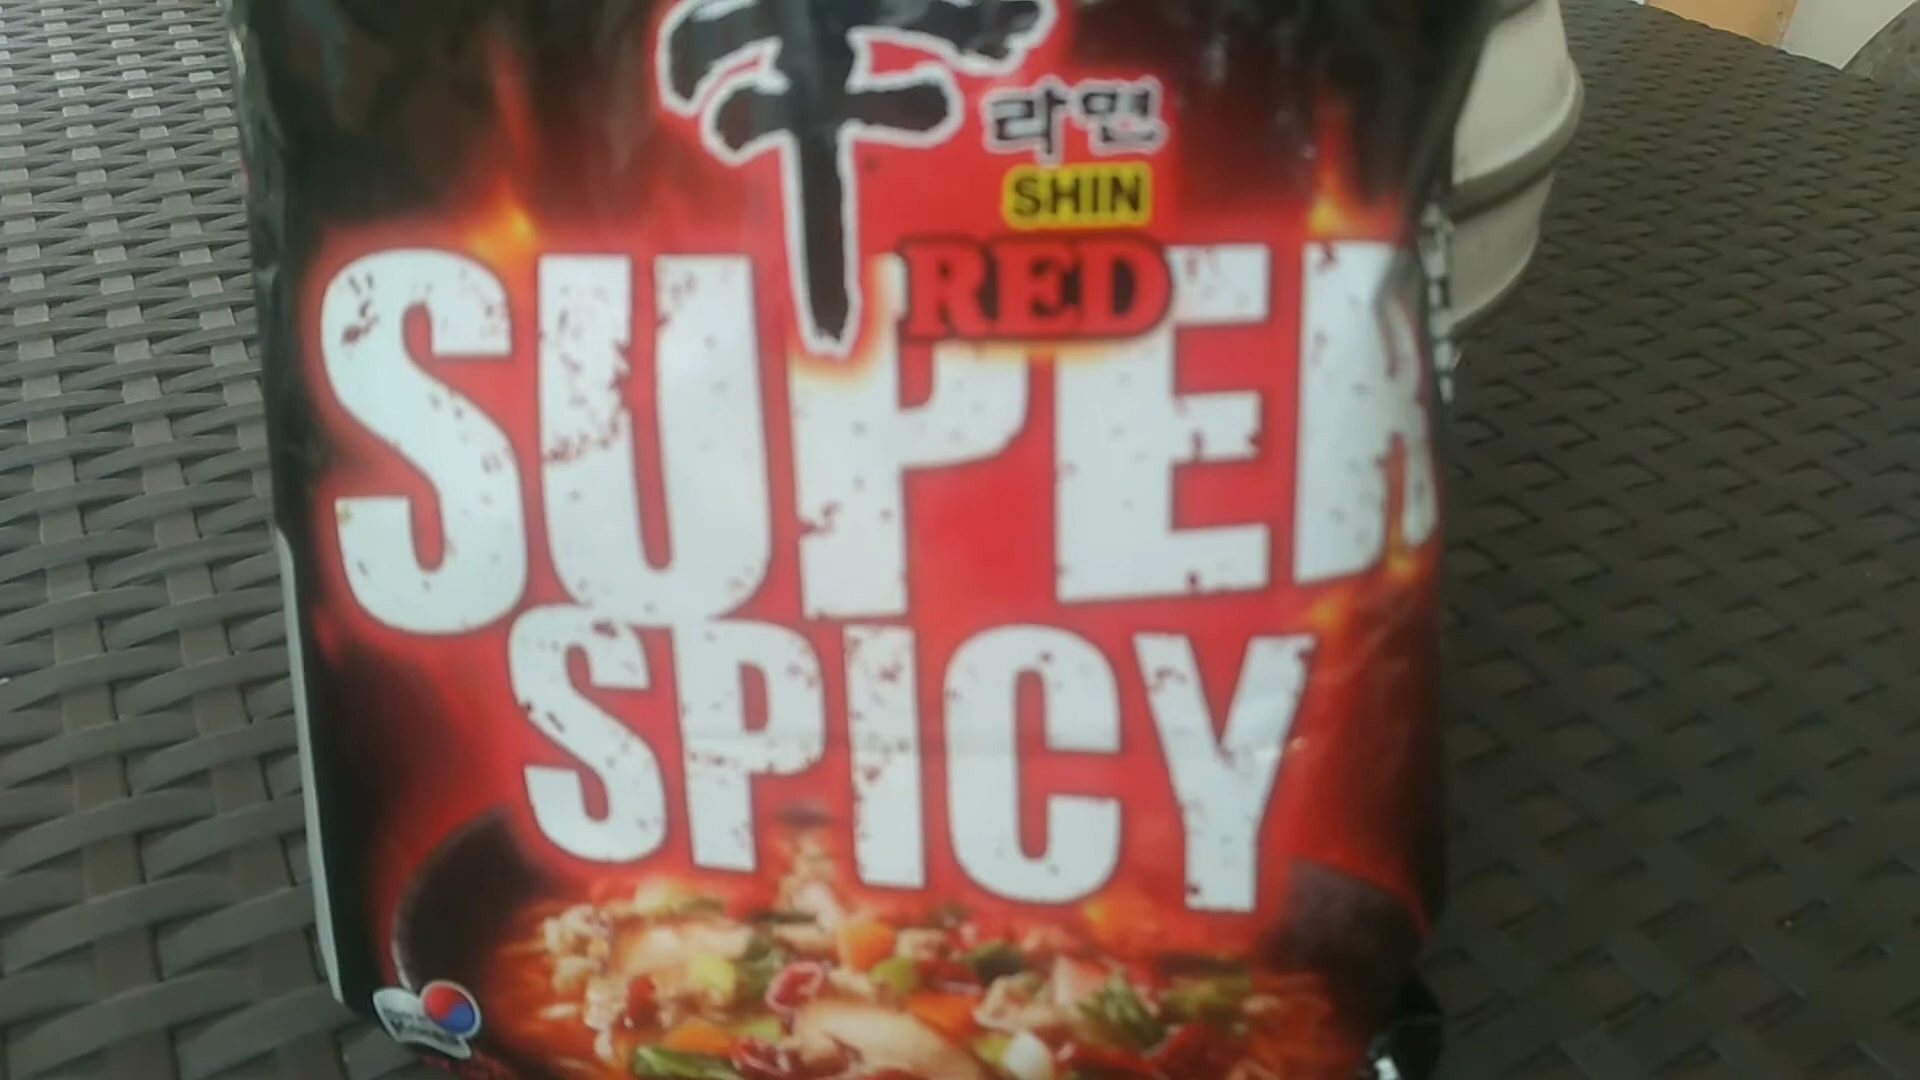 辛
라면
SHIN
RED
SUPER
SPICY